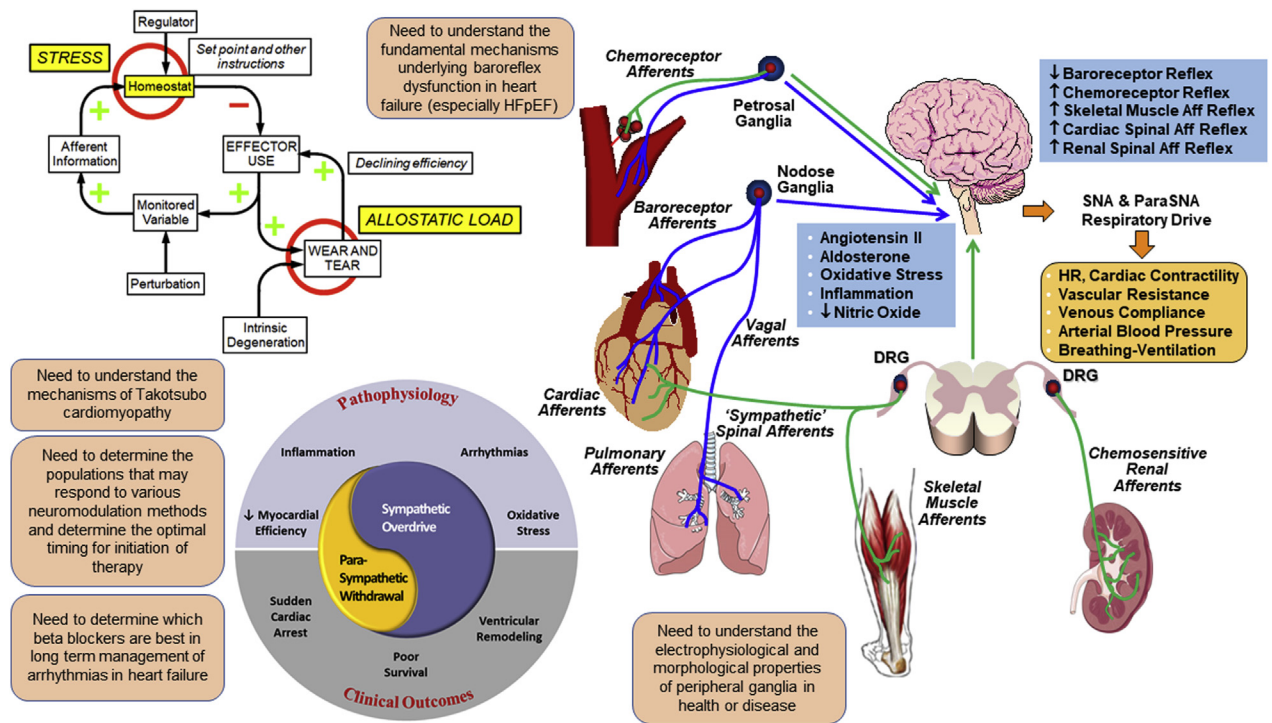 Regulator
STRESS
Set point and other
instructions
Homeostat
+
−
Afferent
Information
EFFECTOR
USE
+
Declining efficiency
+
+
Monitored
Variable
+
ALLOSTATIC LOAD
WEAR AND
TEAR
Perturbation
Intrinsic
Degeneration
Need to understand the
fundamental mechanisms
underlying baroreflex
dysfunction in heart
failure (especially HFpEF)
Chemoreceptor
Afferents
Petrosal
Ganglia
Baroreceptor
Afferents
Nodose
Ganglia
↓ Baroreceptor Reflex
↑ Chemoreceptor Reflex
↑ Skeletal Muscle Aff Reflex
↑ Cardiac Spinal Aff Reflex
↑ Renal Spinal Aff Reflex
• Angiotensin II
• Aldosterone
• Oxidative Stress
• Inflammation
• ↓ Nitric Oxide
SNA & ParaSNA
Respiratory Drive
• HR, Cardiac Contractility
• Vascular Resistance
• Venous Compliance
• Arterial Blood Pressure
• Breathing-Ventilation
Vagal
Afferents
Cardiac
Afferents
‘Sympathetic’
Spinal Afferents
Pulmonary
Afferents
DRG
DRG
Skeletal
Muscle
Afferents
Chemosensitive
Renal
Afferents
Need to understand the
mechanisms of Takotsubo
cardiomyopathy
Need to determine the
populations that may
respond to various
neuromodulation methods
and determine the optimal
timing for initiation of
therapy
Need to determine which
beta blockers are best in
long term management of
arrhythmias in heart failure
Pathophysiology
Inflammation
Arrhythmias
↓ Myocardial
Efficiency
Sympathetic
Overdrive
Oxidative
Stress
Para-
Sympathetic
Withdrawal
Sudden
Cardiac
Arrest
Ventricular
Remodeling
Poor
Survival
Clinical Outcomes
Need to understand the
electrophysiological and
morphological properties
of peripheral ganglia in
health or disease